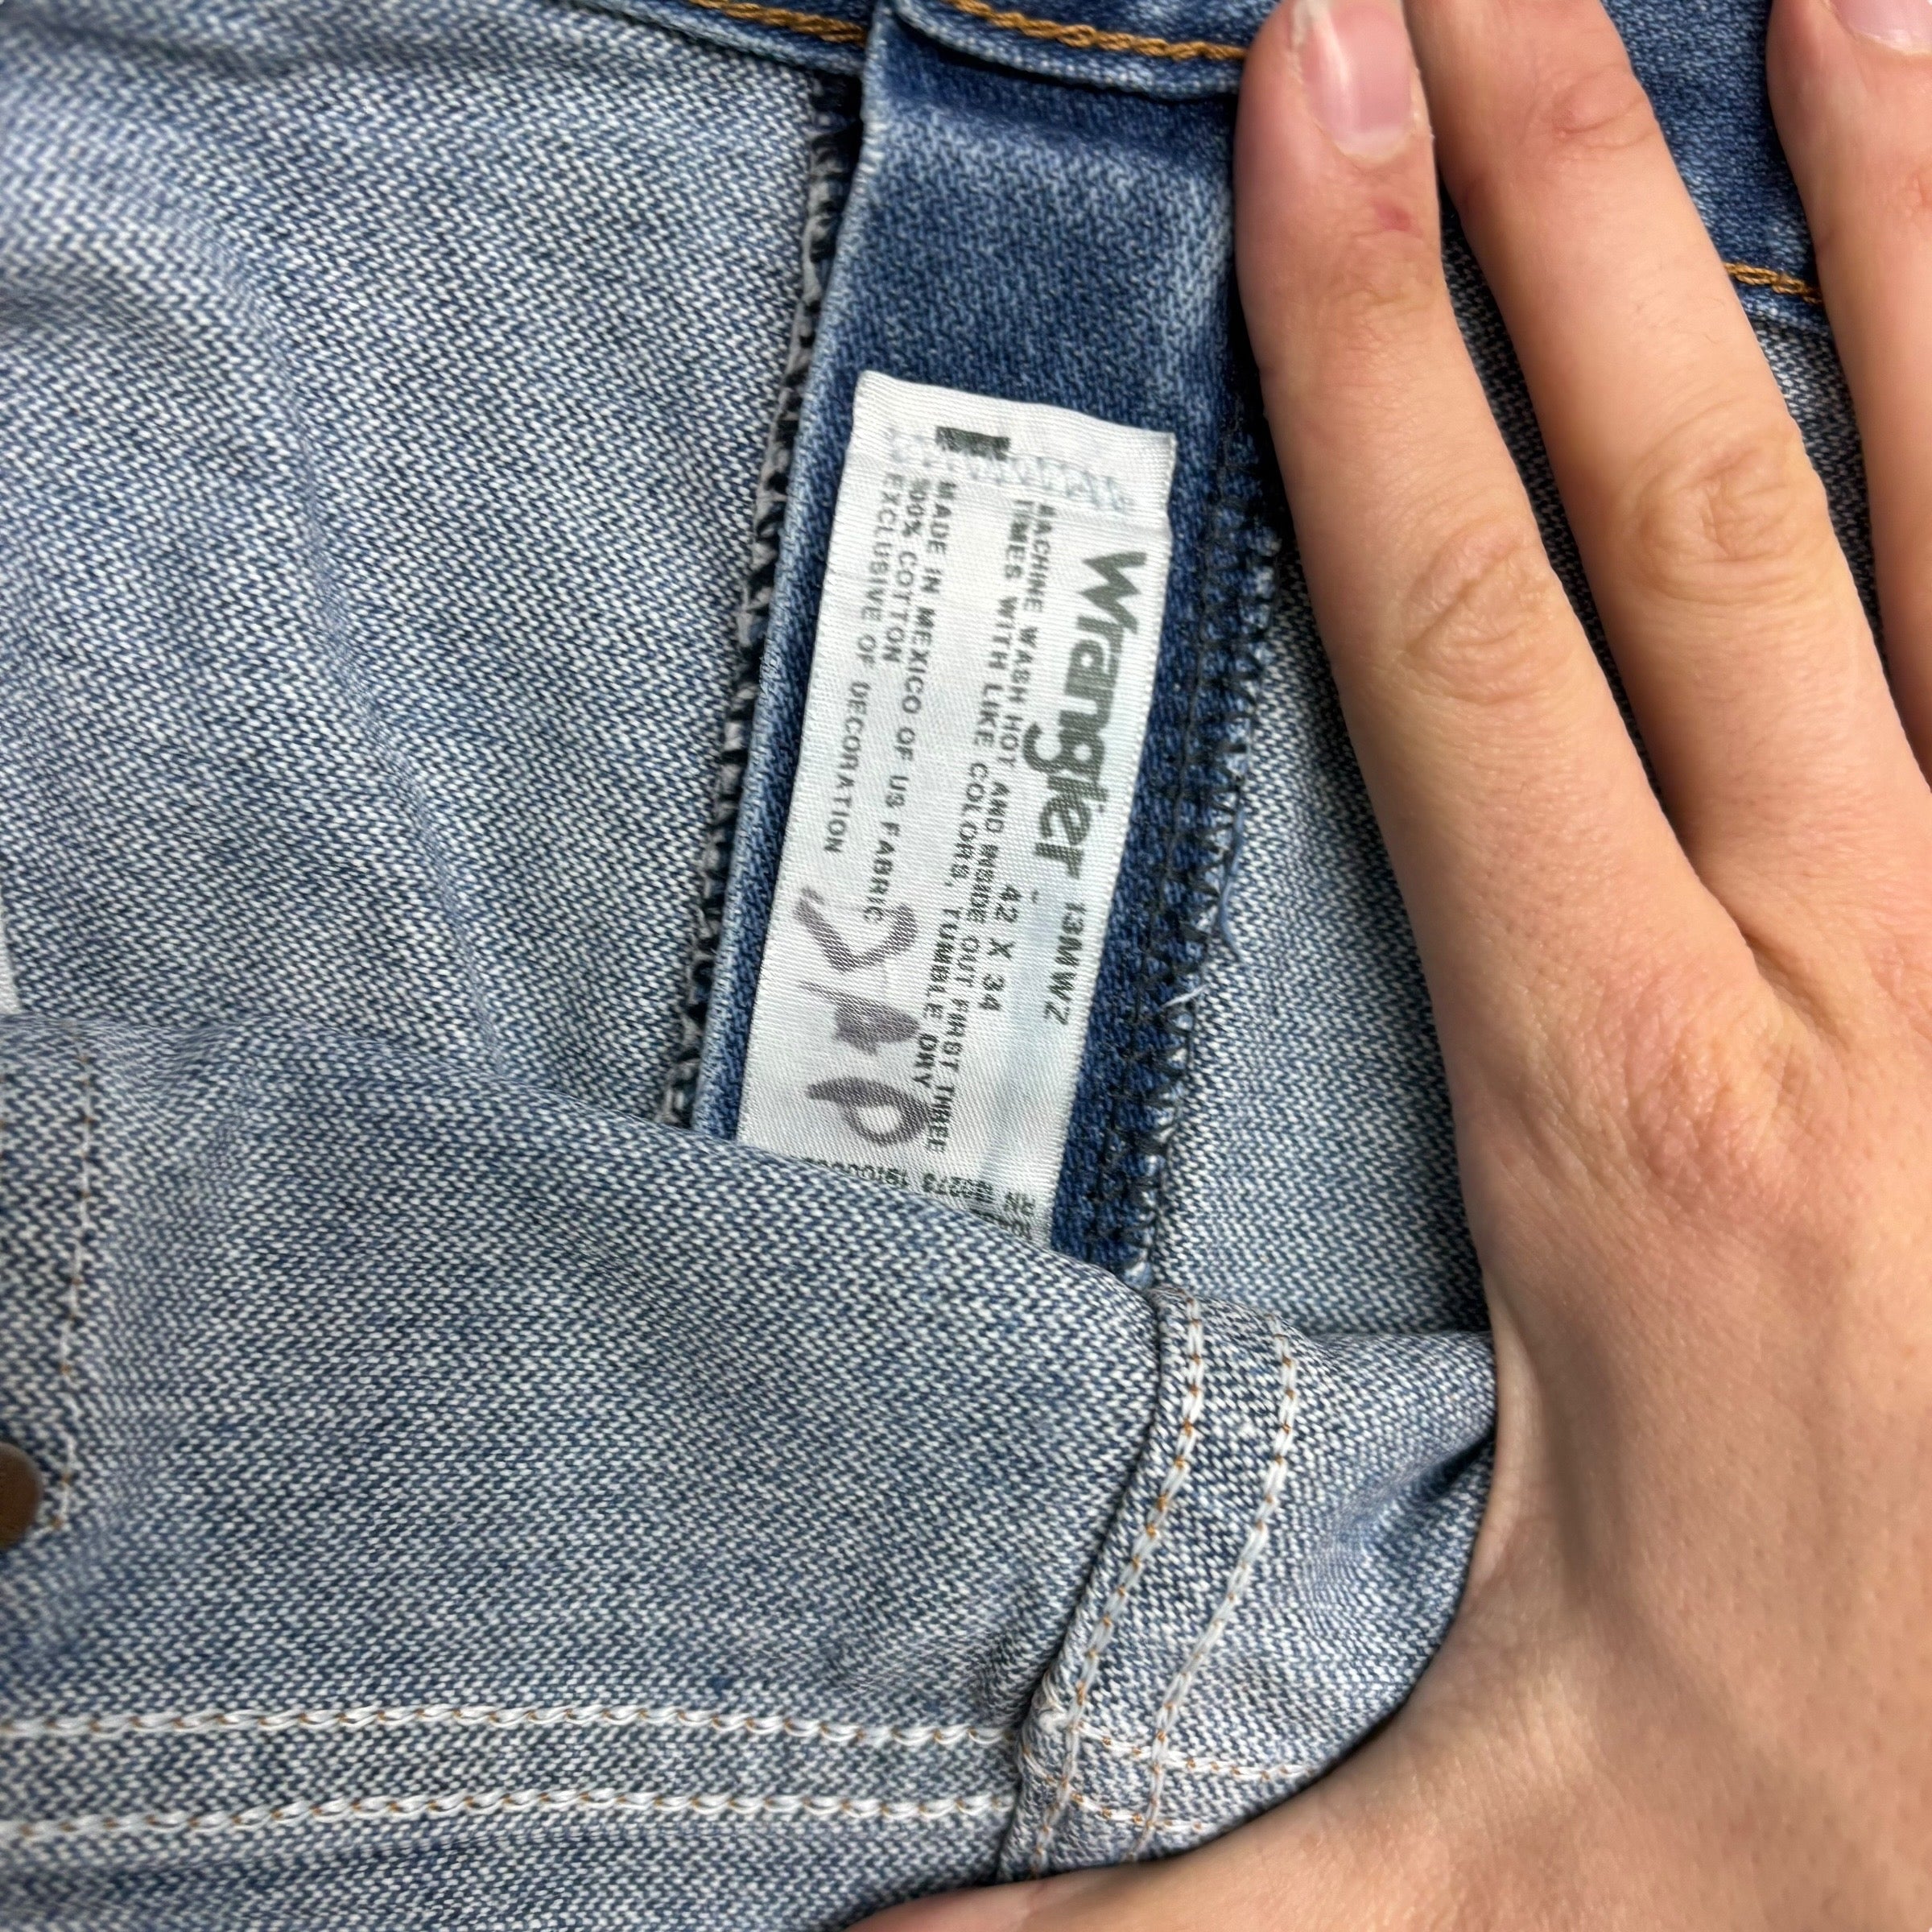 Wrangler 13MWZ
42 X 34
MACHINE WASH HOT AND INSIDE OUT FIRST THREE
TIMES WITH LIKE COLORS, TUMBLE DRY
MADE IN MEXICO OF US FABRIC
100% COTTON
EXCLUSIVE OF DECORATION
RN